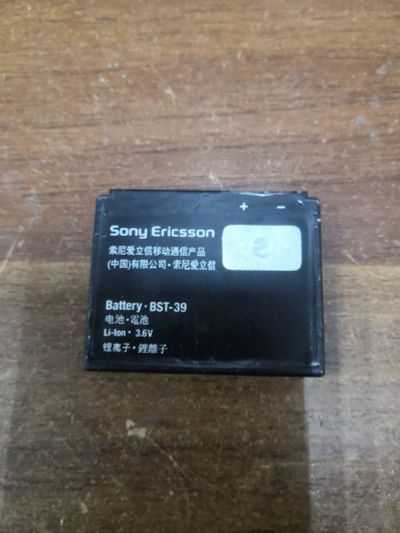 + −
Sony Ericsson
索尼爱立信移动通信产品
(中国)有限公司·索尼爱立信
Battery · BST-39
电池·電池
Li-Ion · 3.6V
锂离子·鋰離子